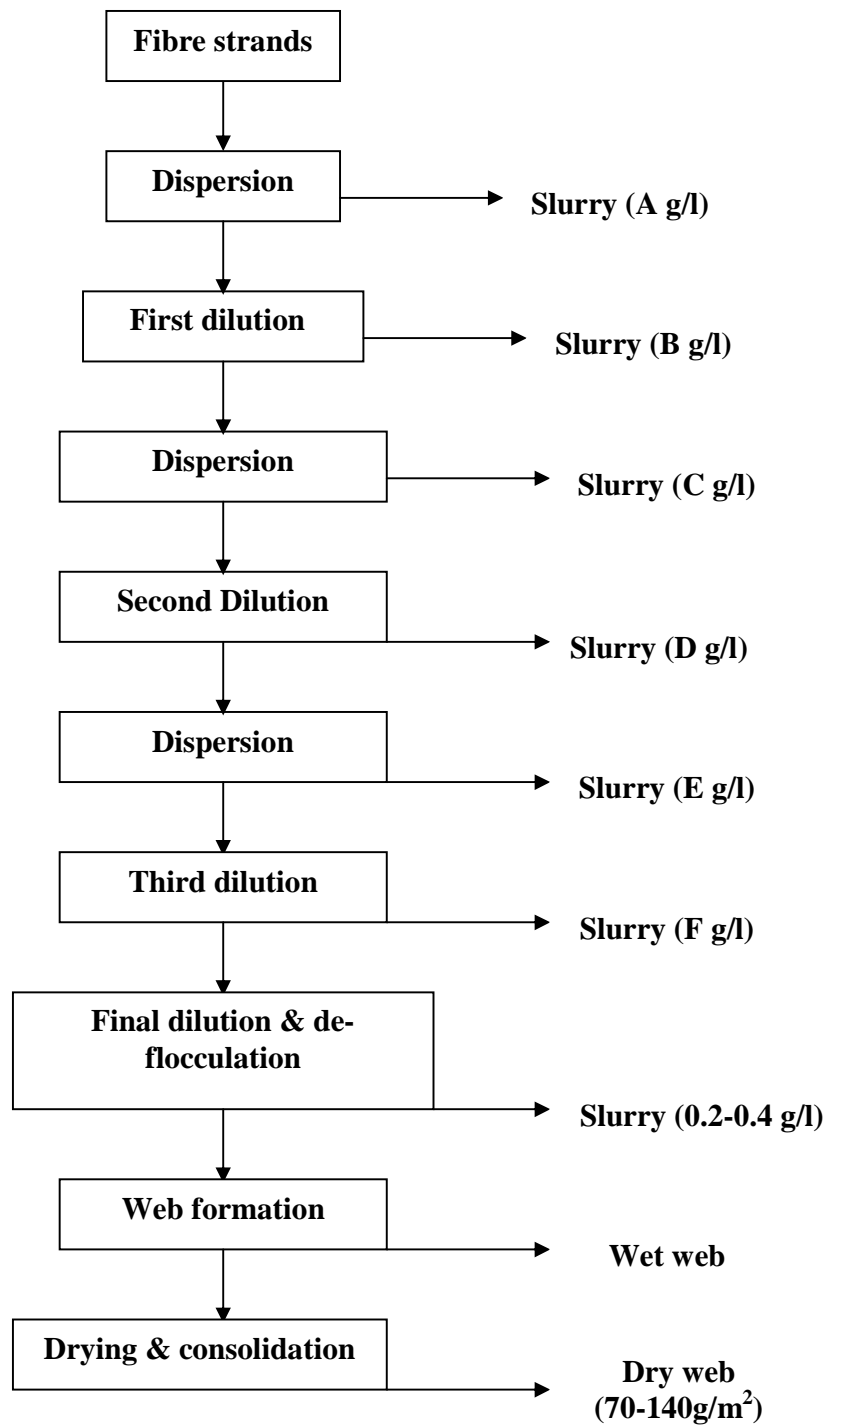 Fibre strands
Dispersion
Slurry (A g/l)
First dilution
Slurry (B g/l)
Dispersion
Slurry (C g/l)
Second Dilution
Slurry (D g/l)
Dispersion
Slurry (E g/l)
Third dilution
Slurry (F g/l)
Final dilution & de-
flocculation
Slurry (0.2-0.4 g/l)
Web formation
Wet web
Drying & consolidation
Dry web
(70-140g/m²)